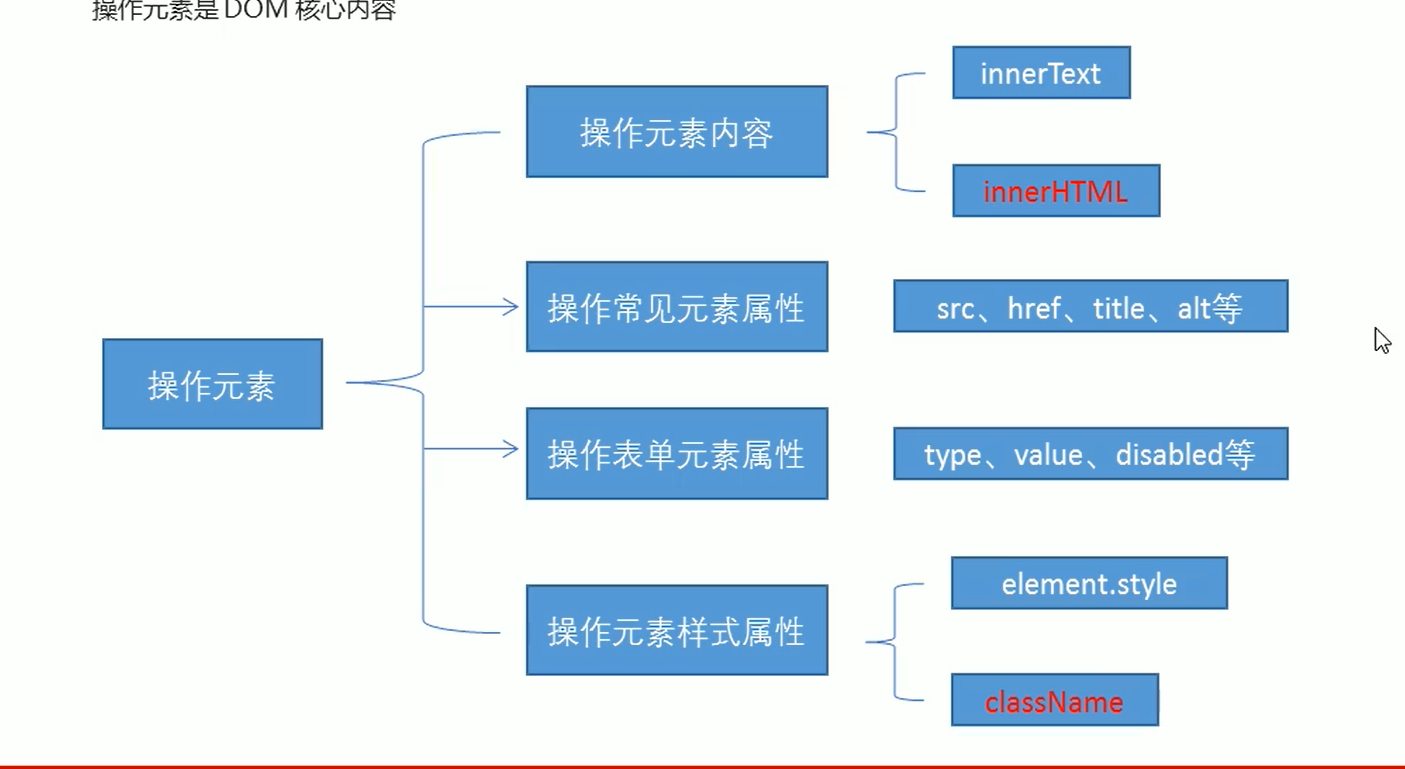 操作元素是DOM 核心内容
操作元素
操作元素内容
innerText
innerHTML
操作常见元素属性
src、href、title、alt等
操作表单元素属性
type、value、disabled等
操作元素样式属性
element.style
className